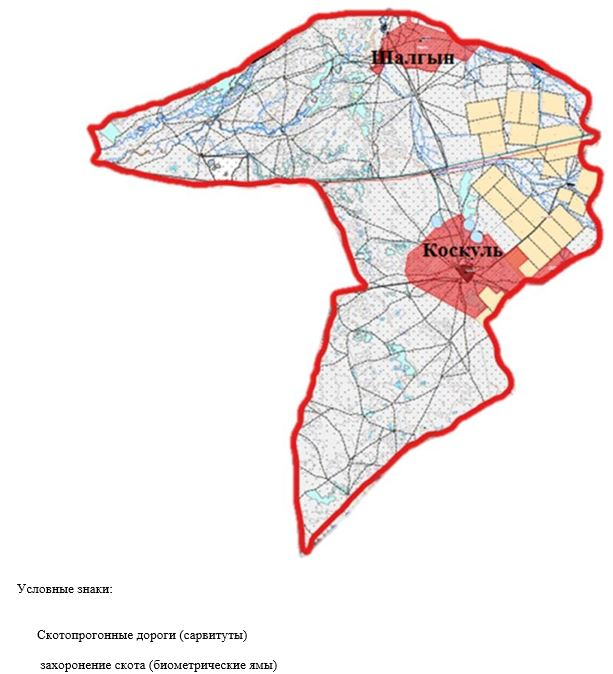 Шалгын
Коскуль
Условные знаки:
Скотопрогонные дороги (сарвитуты)
захоронение скота (биометрические ямы)